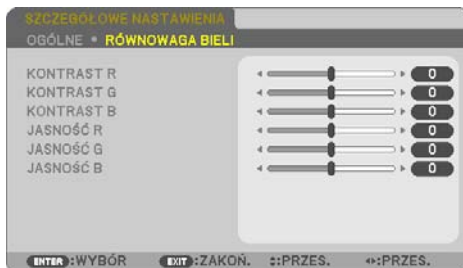 SZCZEGÓŁOWE NASTAWIENIA
OGÓLNE • RÓWNOWAGA BIELI
KONTRAST R 0
KONTRAST G 0
KONTRAST B 0
JASNOŚĆ R 0
JASNOŚĆ G 0
JASNOŚĆ B 0
ENTER :WYBÓR EXIT :ZAKOŃ. :PRZES. :PRZES.